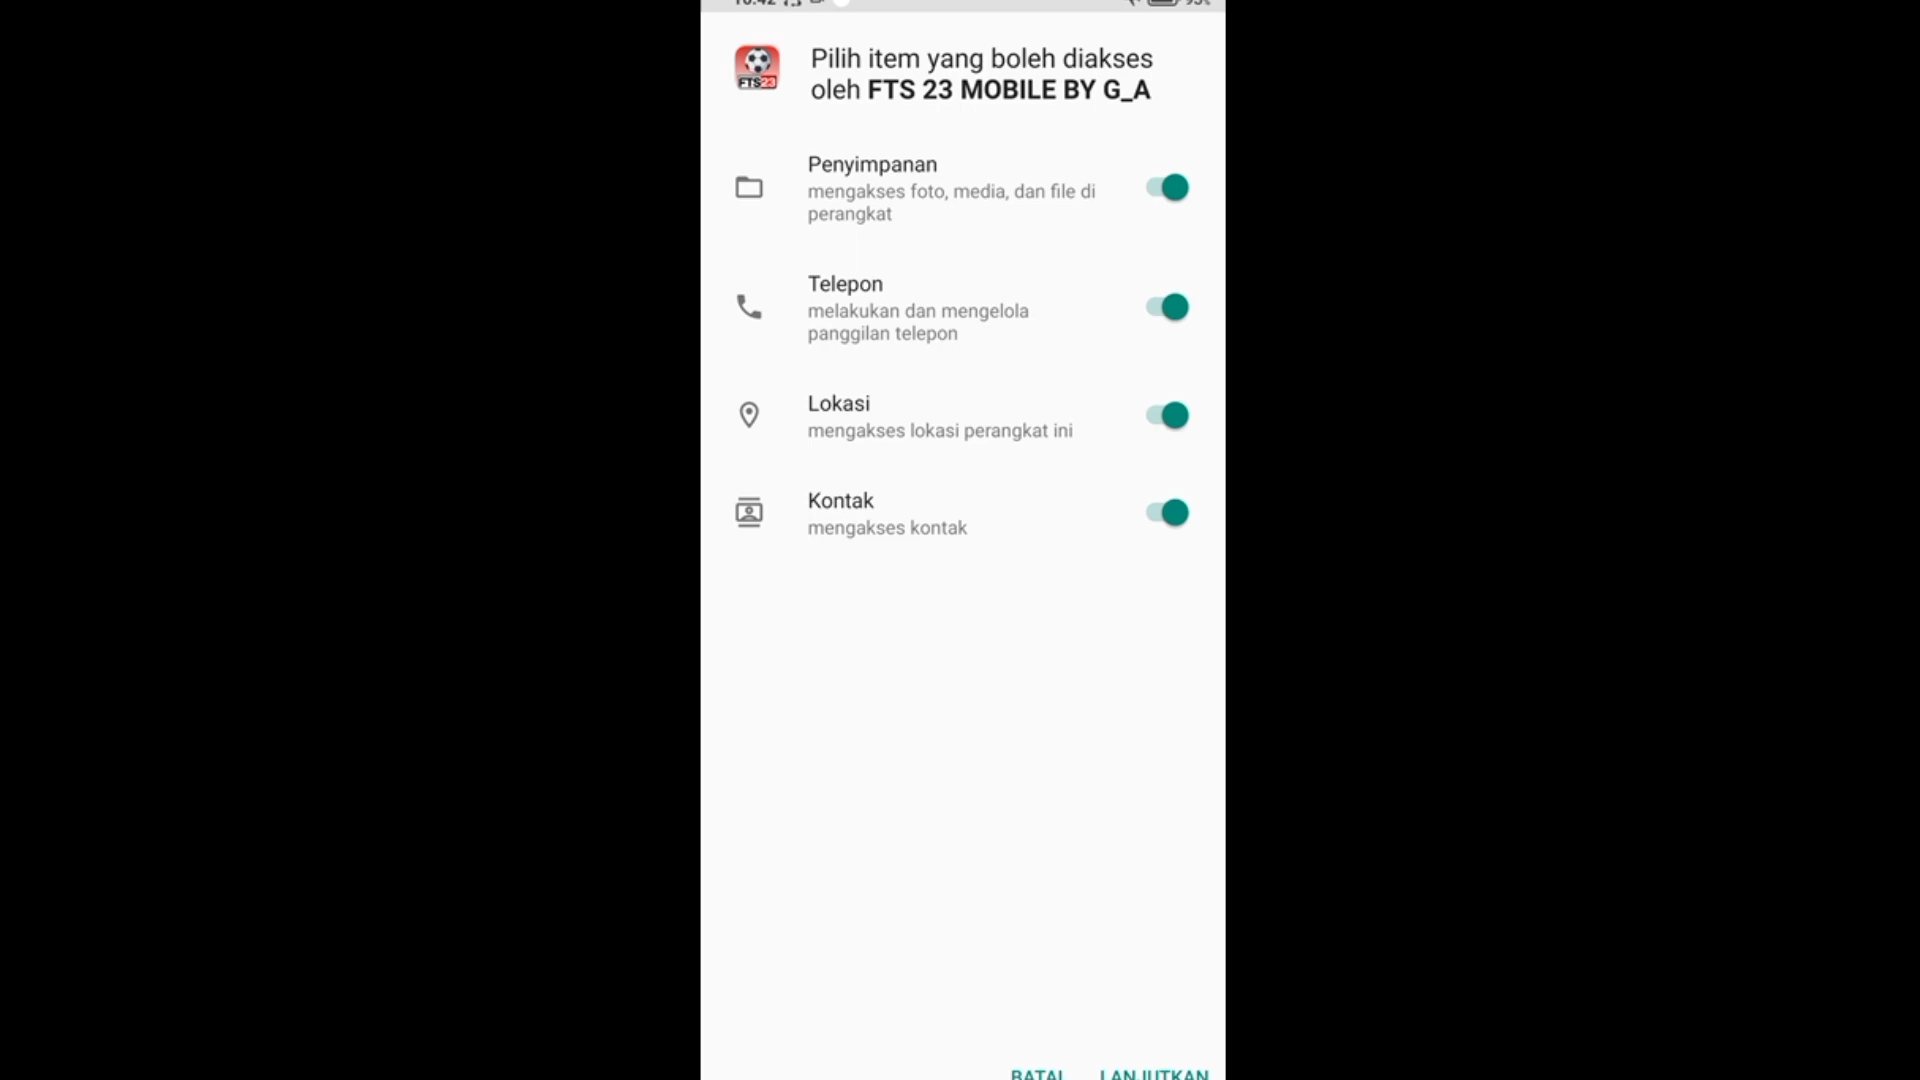 Pilih item yang boleh diakses
oleh FTS 23 MOBILE BY G_A
FTS23
Penyimpanan
mengakses foto, media, dan file di
perangkat
Telepon
melakukan dan mengelola
panggilan telepon
Lokasi
mengakses lokasi perangkat ini
Kontak
mengakses kontak
BATAL LANJUTKAN